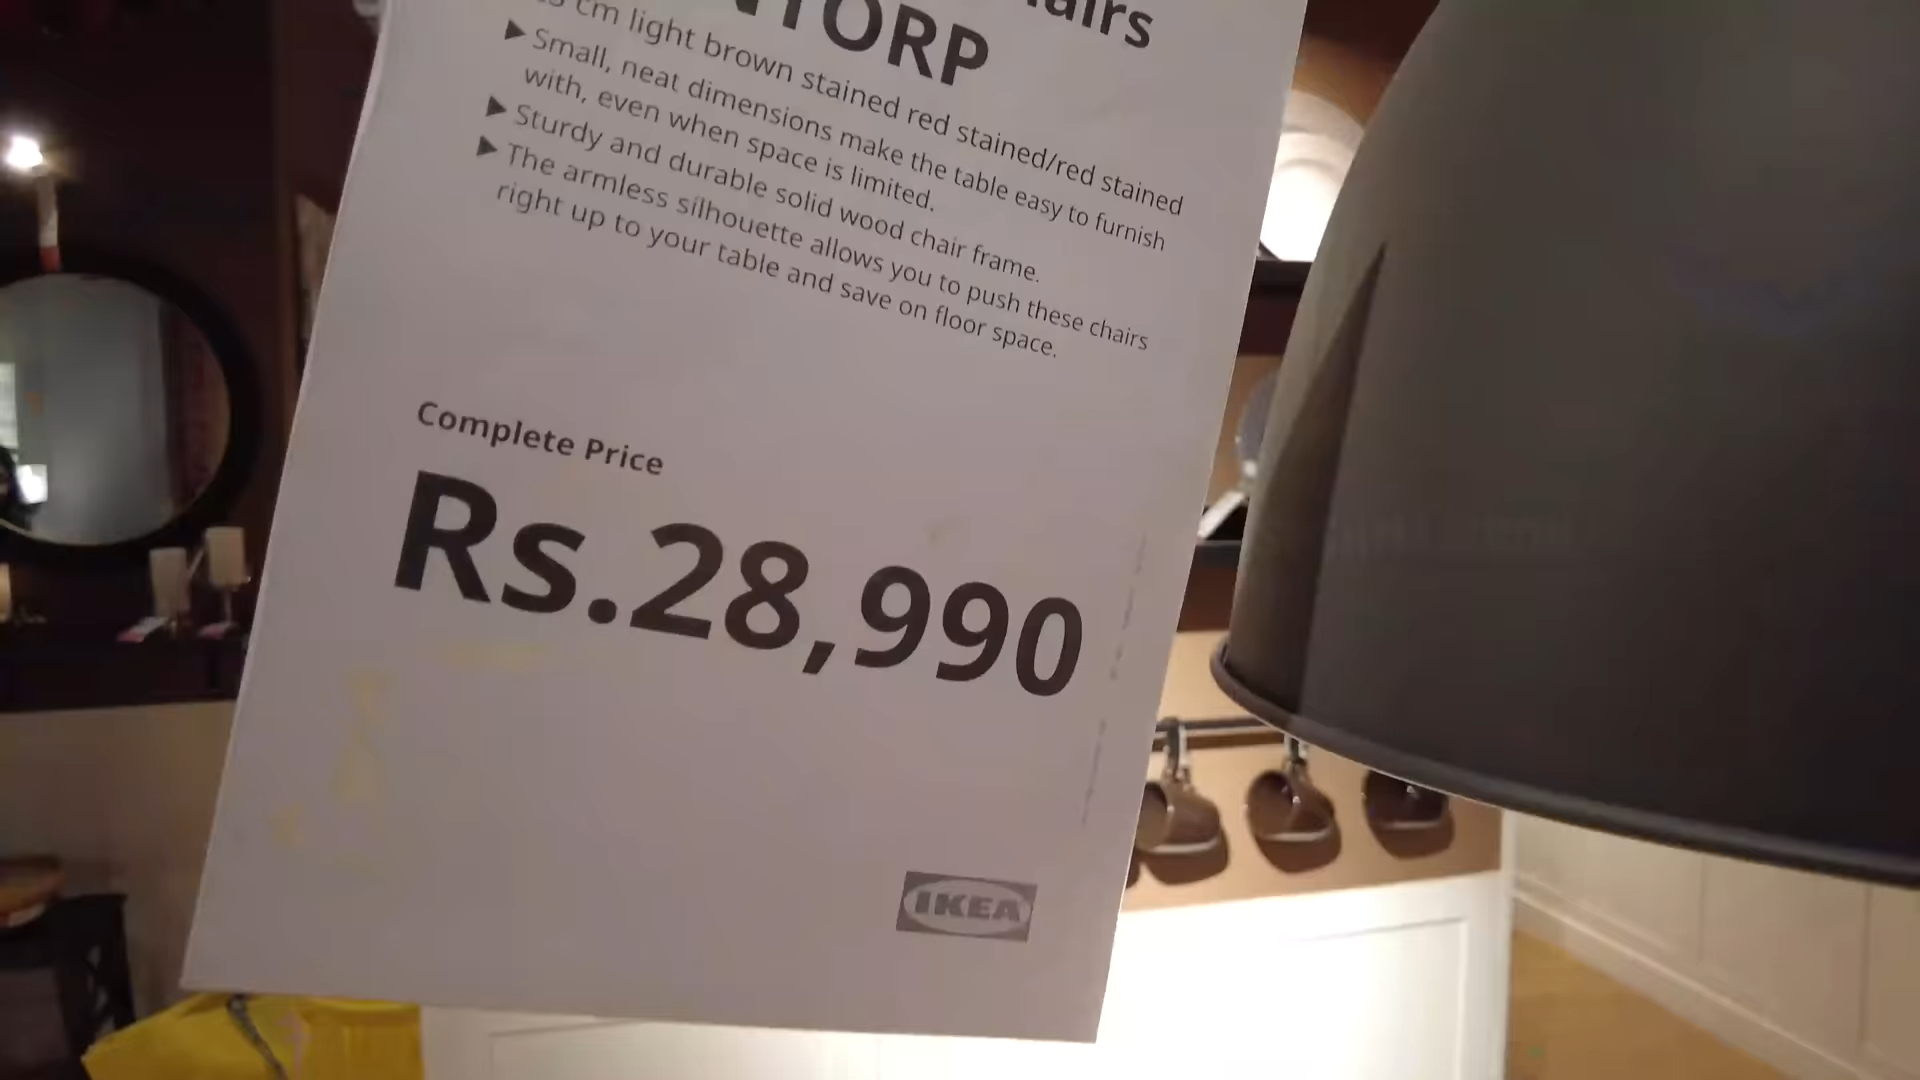 TORP
cm light brown stained red stained/red stained
▶ Small, neat dimensions make the table easy to furnish
with, even when space is limited.
▶ Sturdy and durable solid wood chair frame.
▶ The armless silhouette allows you to push these chairs
right up to your table and save on floor space.
Complete Price
Rs.28,990
IKEA